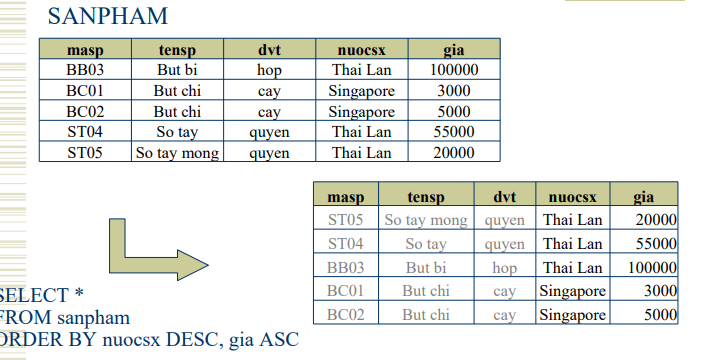 SANPHAM
masp tensp dvt nuocsx gia
BB03 But bi hop Thai Lan 100000
BC01 But chi cay Singapore 3000
BC02 But chi cay Singapore 5000
ST04 So tay quyen Thai Lan 55000
ST05 So tay mong quyen Thai Lan 20000
masp tensp dvt nuocsx gia
ST05 So tay mong quyen Thai Lan 20000
ST04 So tay quyen Thai Lan 55000
BB03 But bi hop Thai Lan 100000
BC01 But chi cay Singapore 3000
BC02 But chi cay Singapore 5000
SELECT *
FROM sanpham
ORDER BY nuocsx DESC, gia ASC